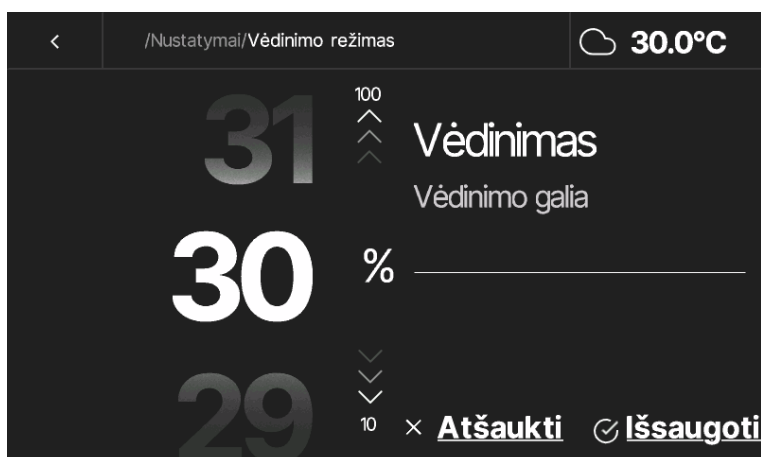 /Nustatymai/Vėdinimo režimas
30.0°C
31
100
Vėdinimas
Vėdinimo galia
30 %
29
10
Atšaukti Išsaugoti